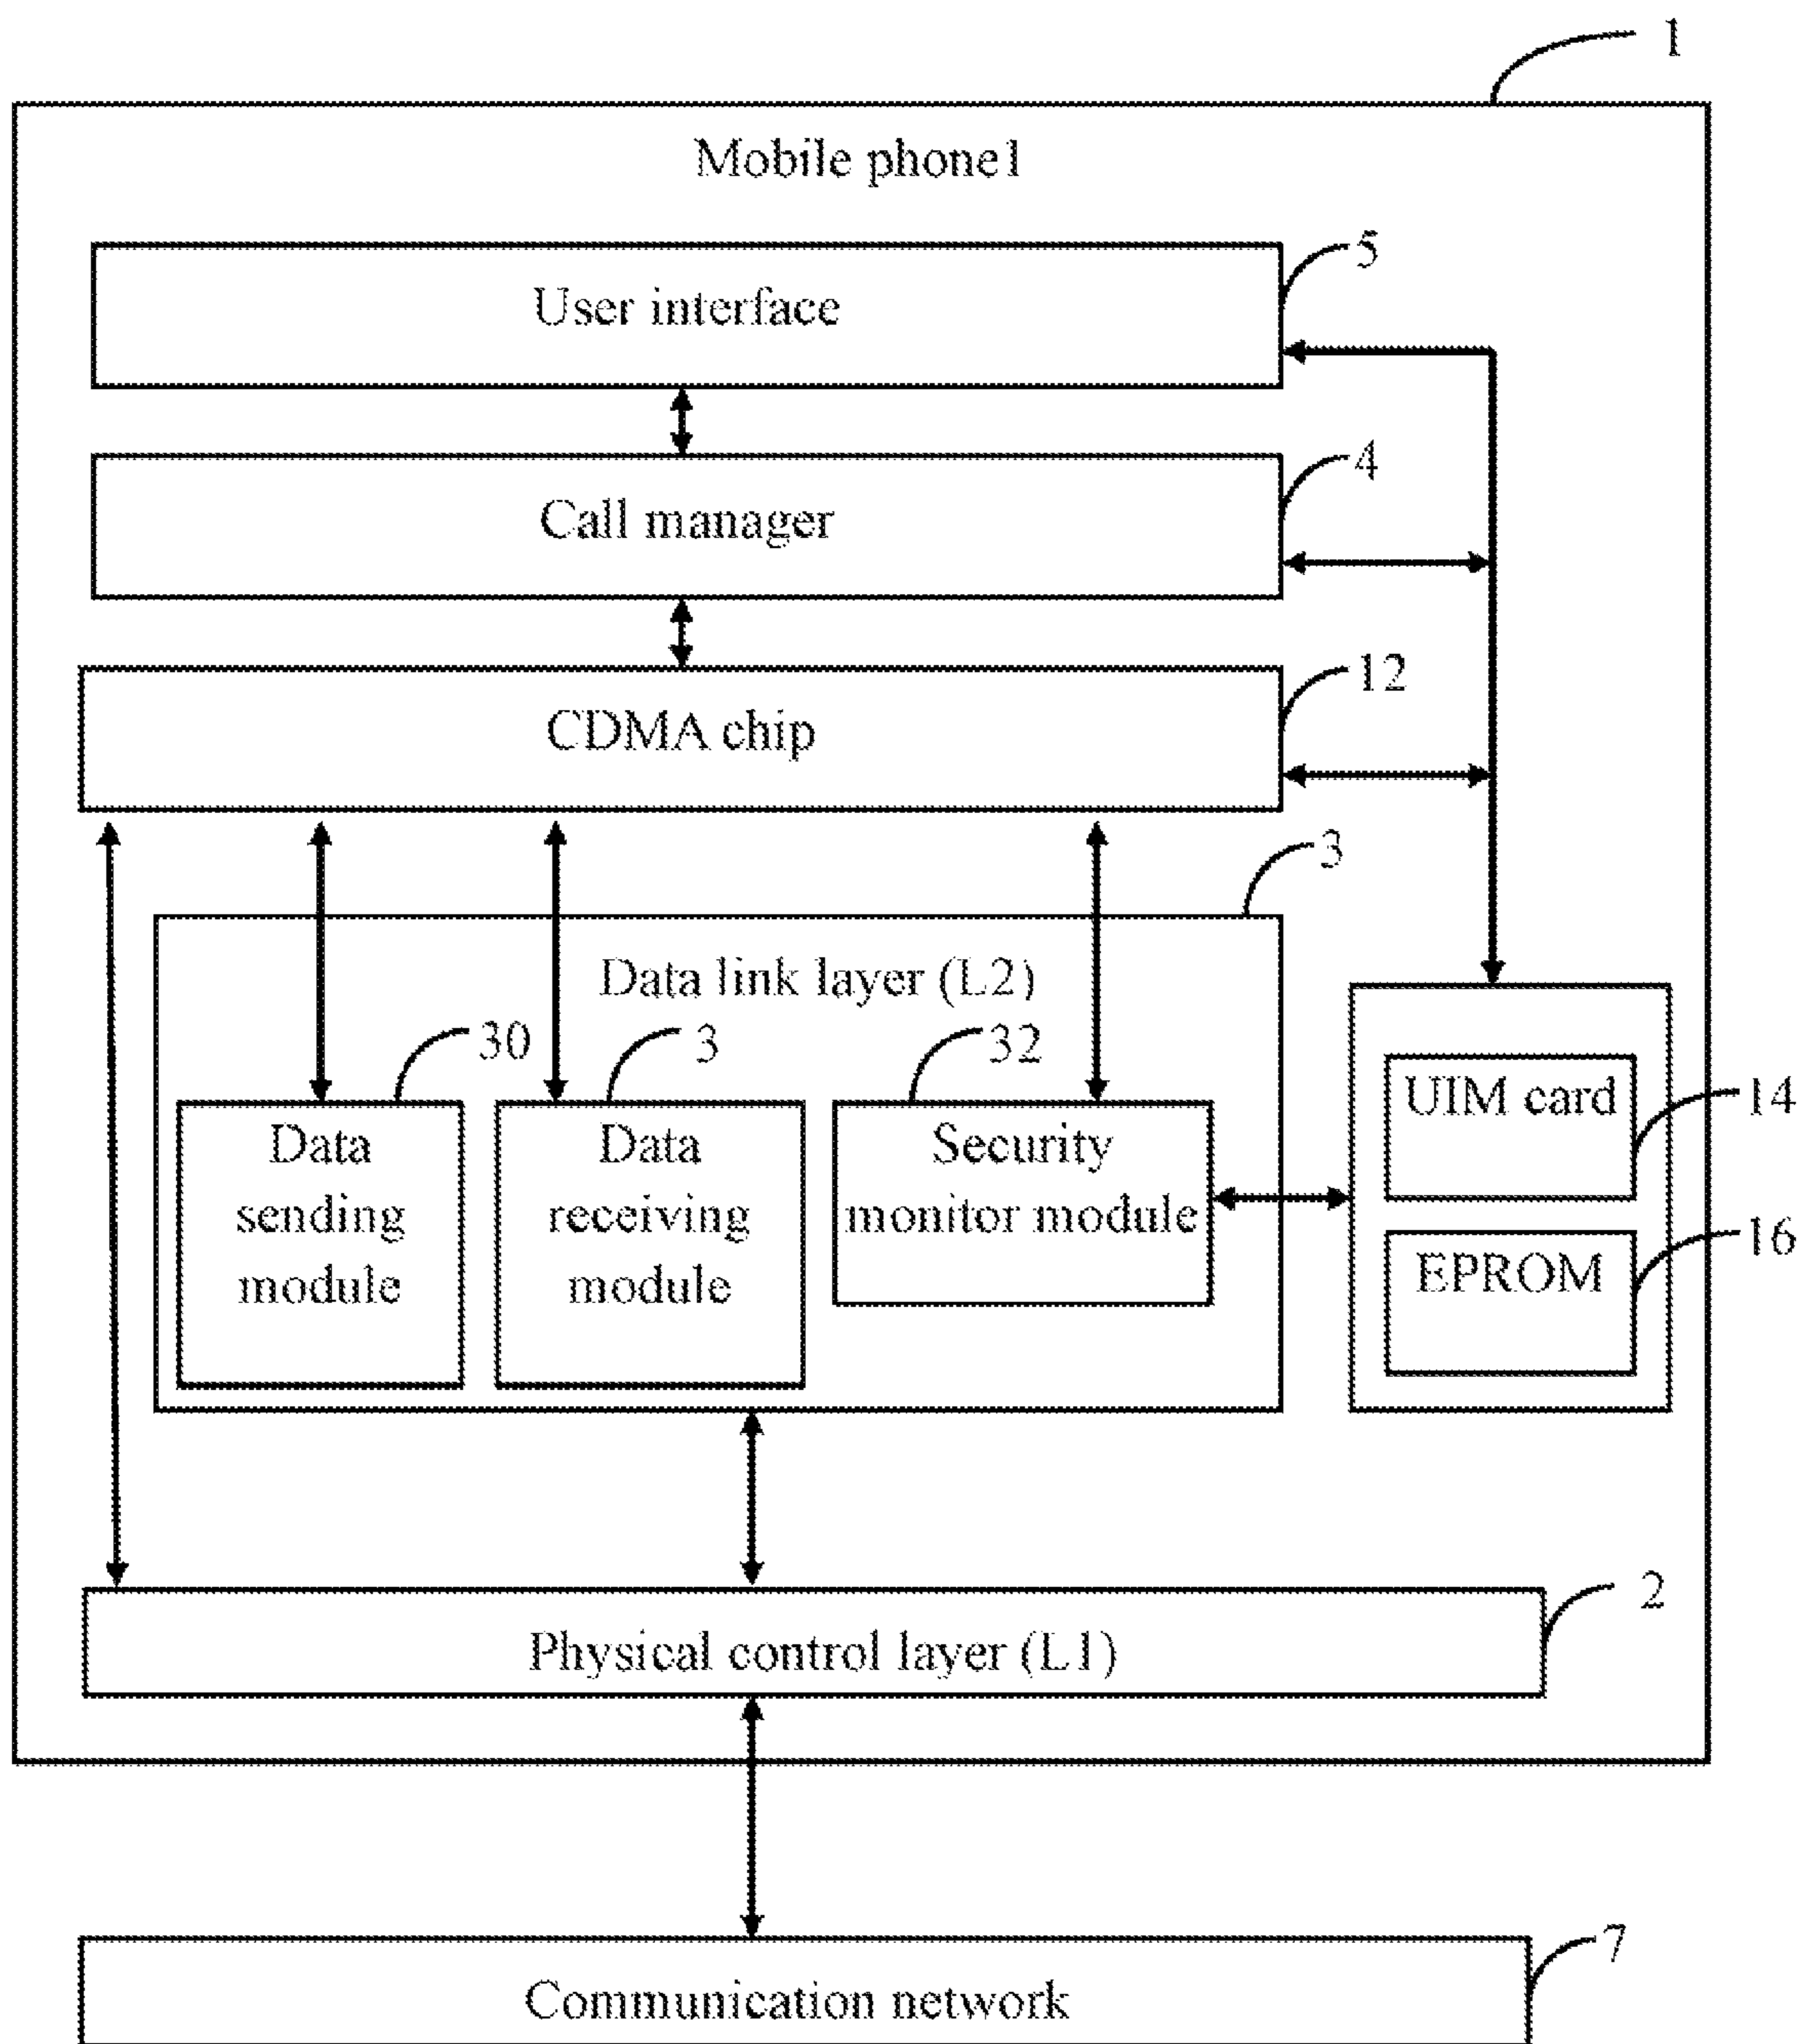 1
Mobile phone1
5
User interface
4
Call manager
12
CDMA chip
3
Data link layer (L2)
30
3
32
Data
sending
module
Data
receiving
module
Security
monitor module
UIM card
14
EPROM
16
2
Physical control layer (L1)
7
Communication network